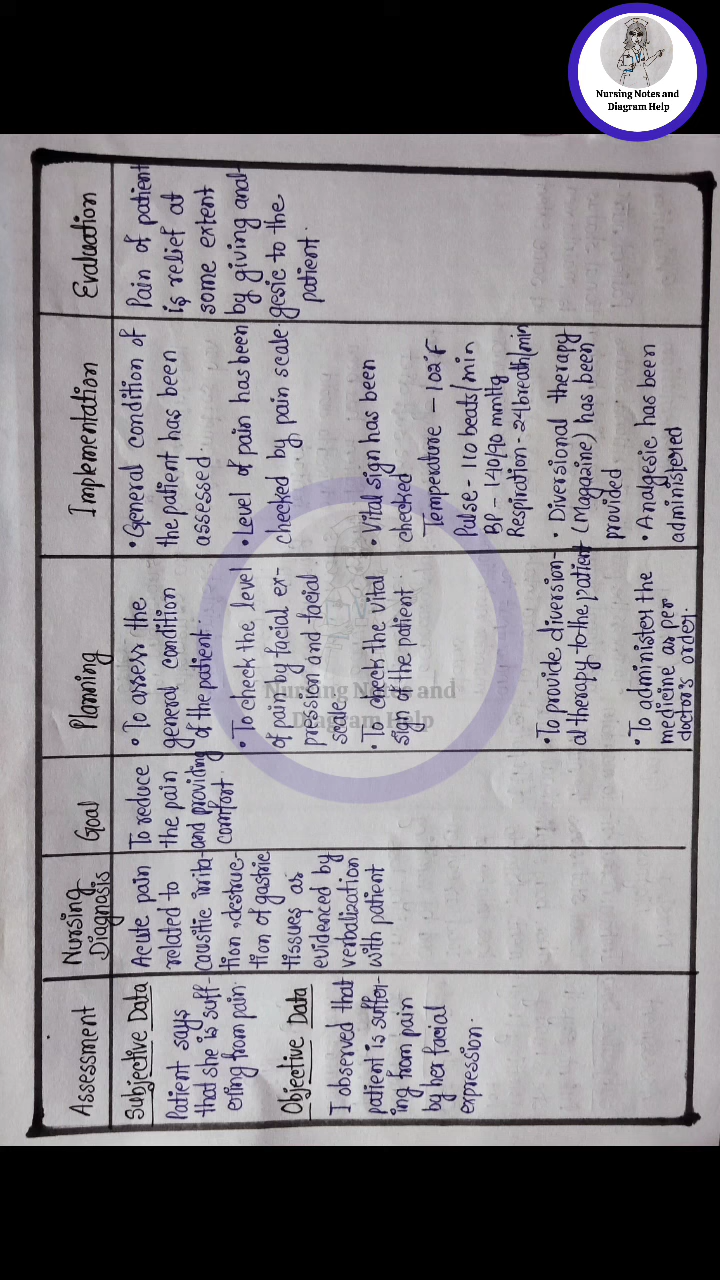 Nursing Notes and
Diagram Help
Assessment
Subjective Data
Patient says
that she is suff-
ering from pain.
Objective Data
I observed that
patient is suffer-
ing from pain
by her facial
expression.
Nursing
Diagnosis
Acute pain
related to
causitic irrita-
tion, destruc-
tion of gastric
tissues as
evidenced by
verbalization
with patient
Goal
To reduce
the pain
and providing
comfort.
Planning
• To assess the
general condition
of the patient.
• To check the level
of pain by facial ex-
pression and facial
scale.
• To check the vital
sign of the patient
• To provide diversion-
al therapy to the patient
• To administer the
medicine as per
doctor's order.
Implementation
• General condition of
the patient has been
assessed.
• Level of pain has been
checked by pain scale.
• Vital sign has been
checked
Temperature - 102°F
Pulse - 110 beats/min
BP - 140/90 mmHg
Respiration - 24 breath/min
• Diversional therapy
(Magazine) has been
provided
• Analgesic has been
administered
Evaluation
Pain of patient
is relief at
some extent
by giving anal-
gesic to the
patient.
Nursing Notes and
Diagram Help